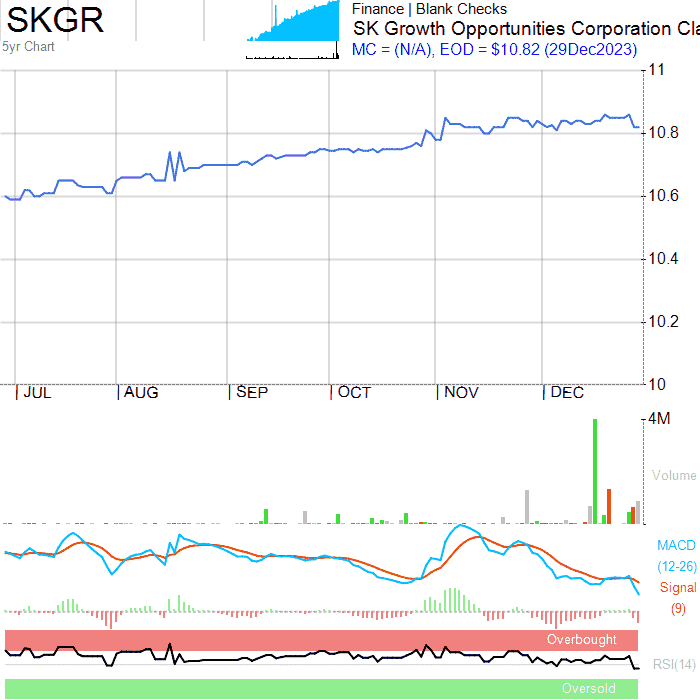 SKGR
5yr Chart
Finance | Blank Checks
SK Growth Opportunities Corporation Cla
MC = (N/A), EOD = $10.82 (29Dec2023)
11
10.8
10.6
10.4
10.2
10
JUL AUG SEP OCT NOV DEC
4M
Volume
MACD
(12-26)
Signal
(9)
Overbought
RSI(14)
Oversold